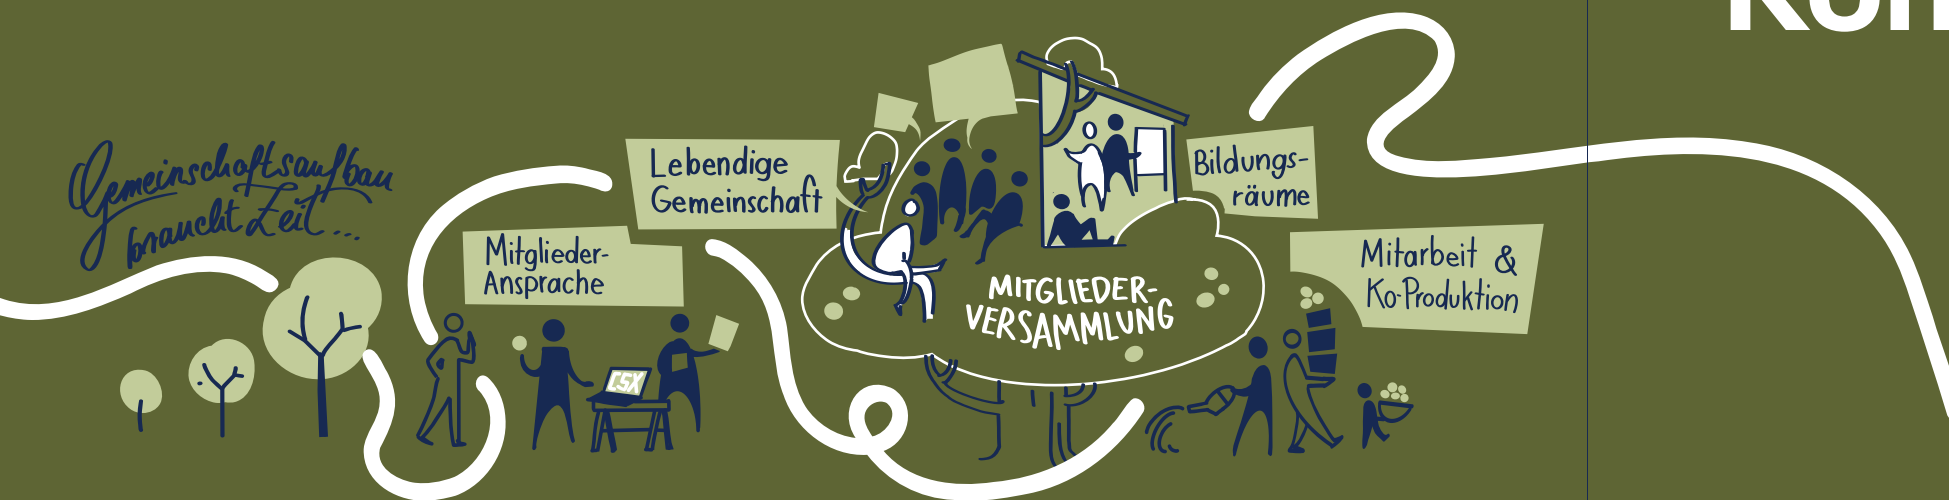 Gemeinschaftsaufbau
braucht Zeit...
Mitglieder-
Ansprache
CSX
Lebendige
Gemeinschaft
MITGLIEDER-
VERSAMMLUNG
Bildungs-
räume
Mitarbeit &
Ko-Produktion